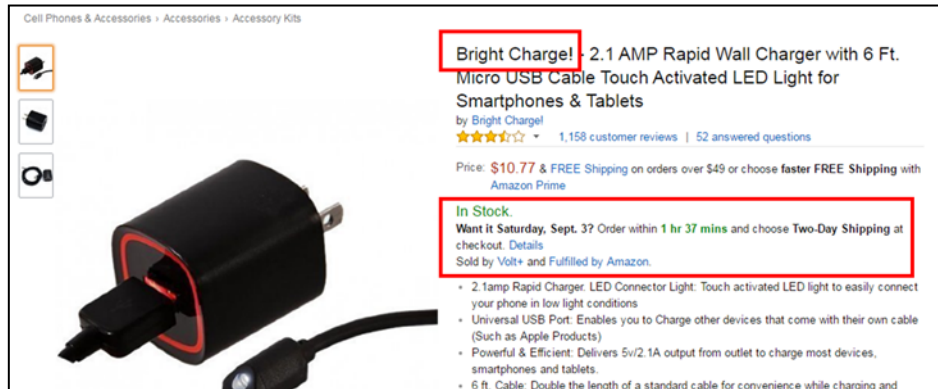 Cell Phones & Accessories › Accessories › Accessory Kits
Bright Charge! - 2.1 AMP Rapid Wall Charger with 6 Ft.
Micro USB Cable Touch Activated LED Light for
Smartphones & Tablets
by Bright Charge!
1,158 customer reviews | 52 answered questions
Price: $10.77 & FREE Shipping on orders over $49 or choose faster FREE Shipping with
Amazon Prime
In Stock.
Want it Saturday, Sept. 3? Order within 1 hr 37 mins and choose Two-Day Shipping at
checkout. Details
Sold by Volt+ and Fulfilled by Amazon.
2.1amp Rapid Charger. LED Connector Light: Touch activated LED light to easily connect
your phone in low light conditions
Universal USB Port: Enables you to Charge other devices that come with their own cable
(Such as Apple Products)
Powerful & Efficient: Delivers 5v/2.1A output from outlet to charge most devices,
smartphones and tablets.
6 ft. Cable: Double the length of a standard cable for convenience while charging and